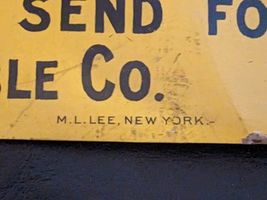 SEND FO
LE CO.
M.L.LEE, NEW YORK.